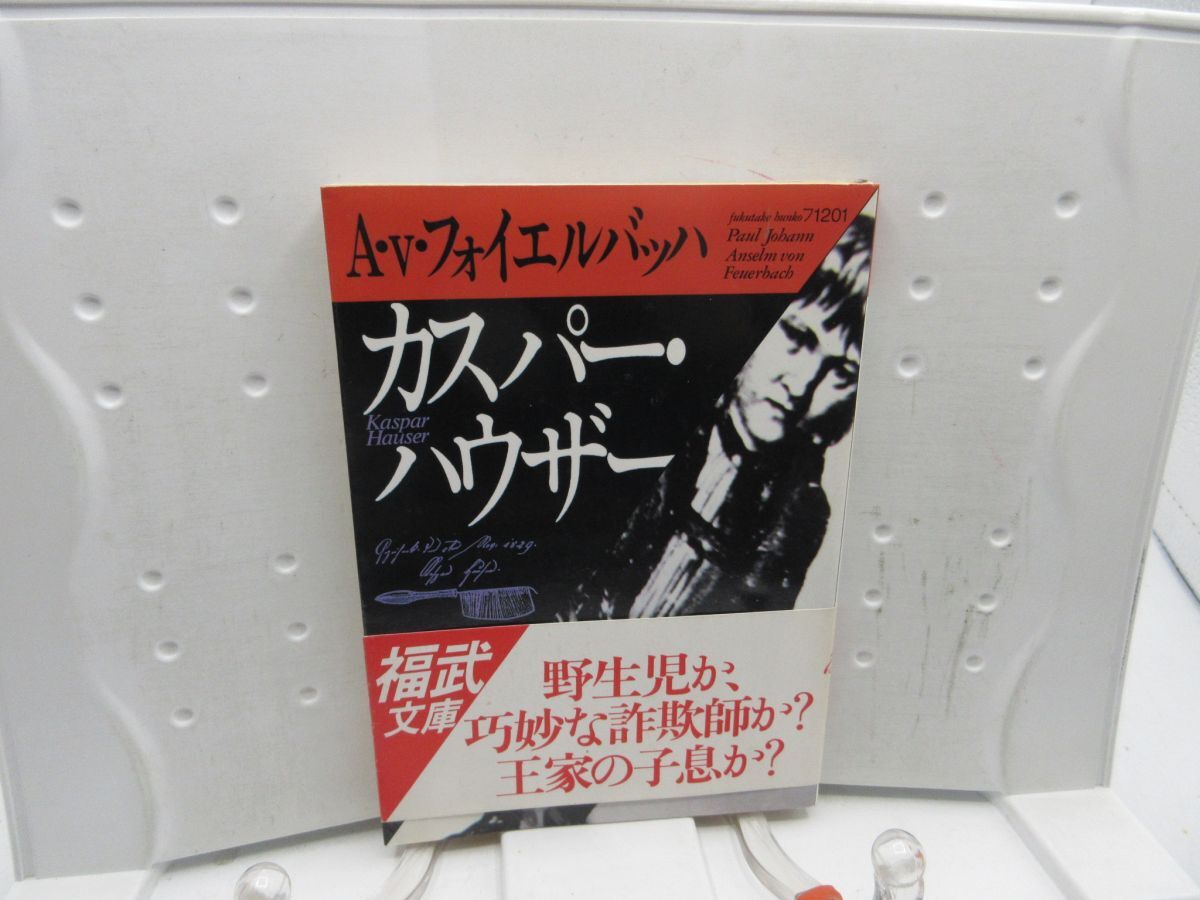 A・v・フォイエルバッハ
fukutake bunko71201
Paul Johann
Anselm von
Feuerbach
カスパー・
Kaspar
Hauser
ハウザー
福武
文庫
野生児か、
巧妙な詐欺師か?
王家の子息か?